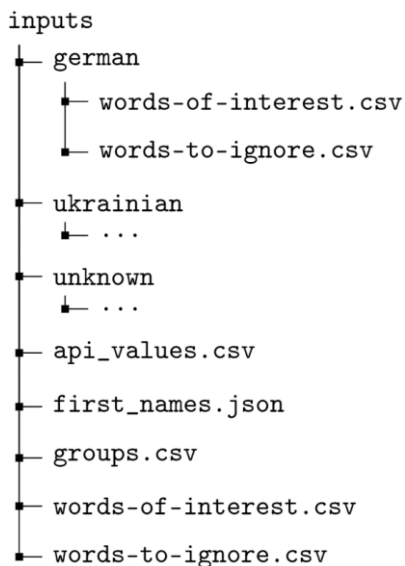 inputs
german
words-of-interest.csv
words-to-ignore.csv
ukrainian
...
unknown
...
api_values.csv
first_names.json
groups.csv
words-of-interest.csv
words-to-ignore.csv